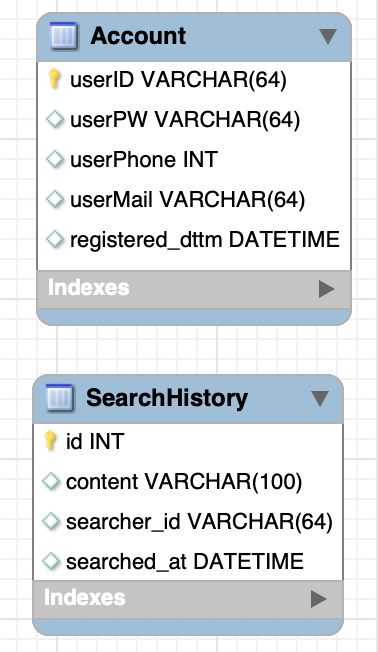 Account
userID VARCHAR(64)
userPW VARCHAR(64)
userPhone INT
userMail VARCHAR(64)
registered_dttm DATETIME
Indexes
SearchHistory
id INT
content VARCHAR(100)
searcher_id VARCHAR(64)
searched_at DATETIME
Indexes